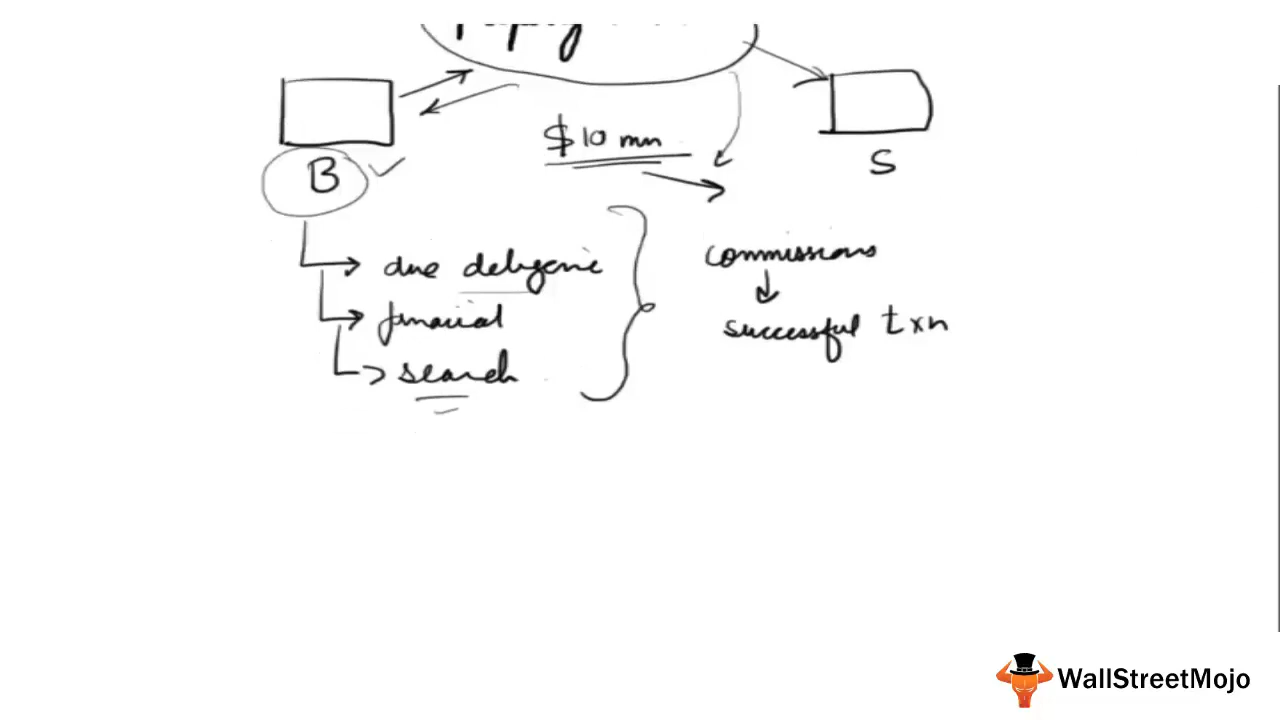 $10 mn
B
S
due deligence
commissions
financial
successful txn
search
WallStreetMojo